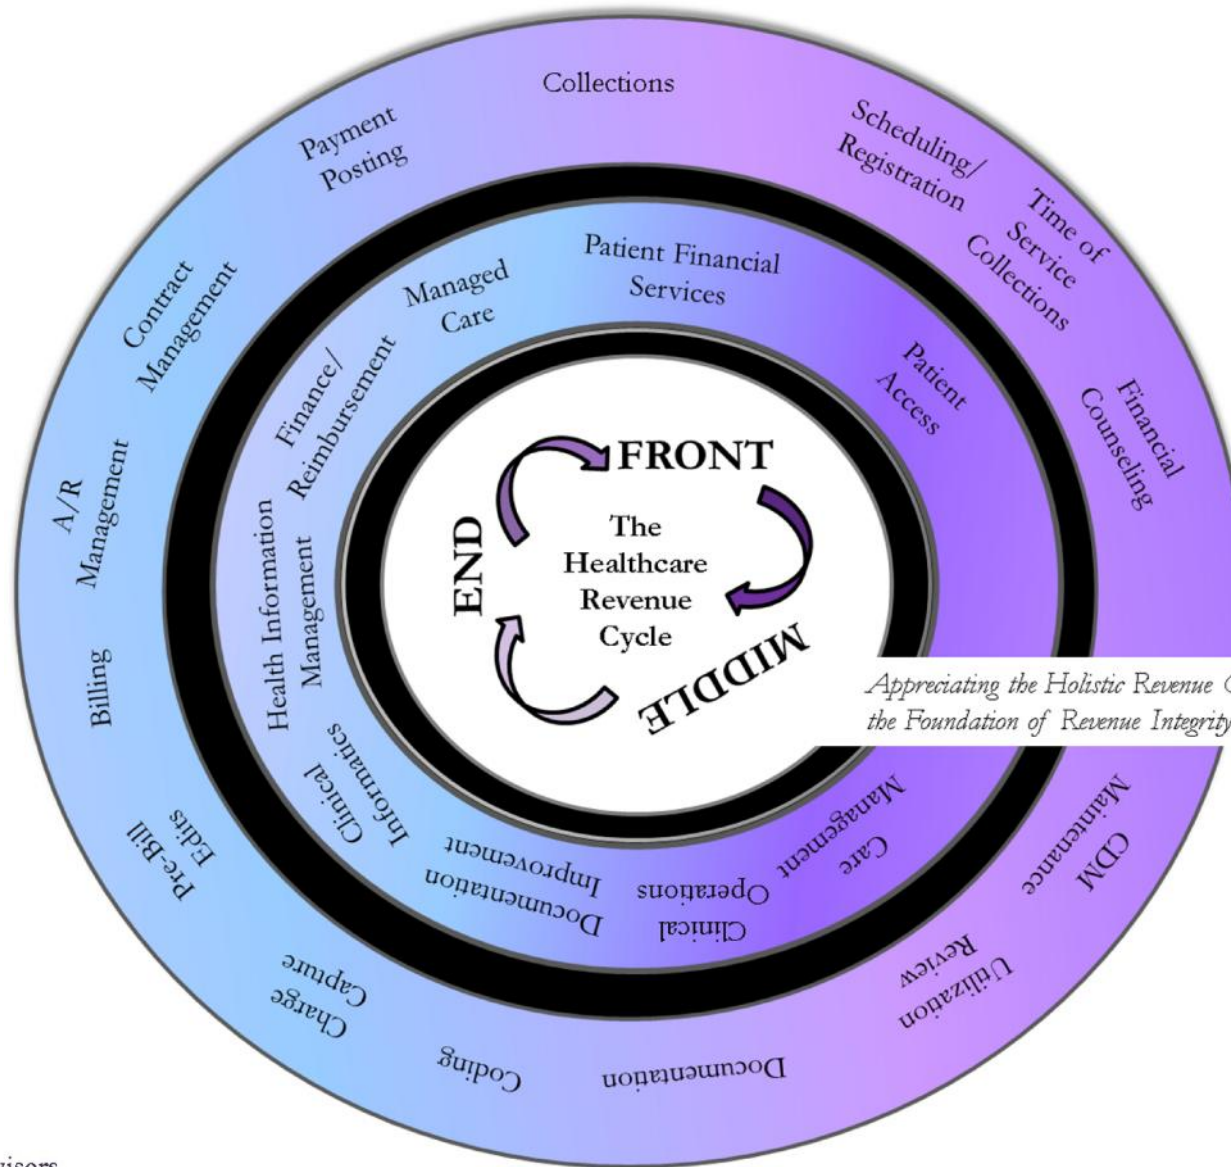 Collections
Scheduling/
Registration
Time of
Service
Collections
Financial
Counseling
CDM
Maintenance
Utilization
Review
Documentation
Coding
Charge
Capture
Pre-Bill
Edits
Billing
A/R
Management
Contract
Management
Payment
Posting
Patient Financial
Services
Patient
Access
Care
Management
Clinical
Operations
Documentation
Improvement
Clinical
Informatics
Health Information
Management
Finance/
Reimbursement
Managed
Care
FRONT
MIDDLE
END
The
Healthcare
Revenue
Cycle
Appreciating the Holistic Revenue
the Foundation of Revenue Integrity